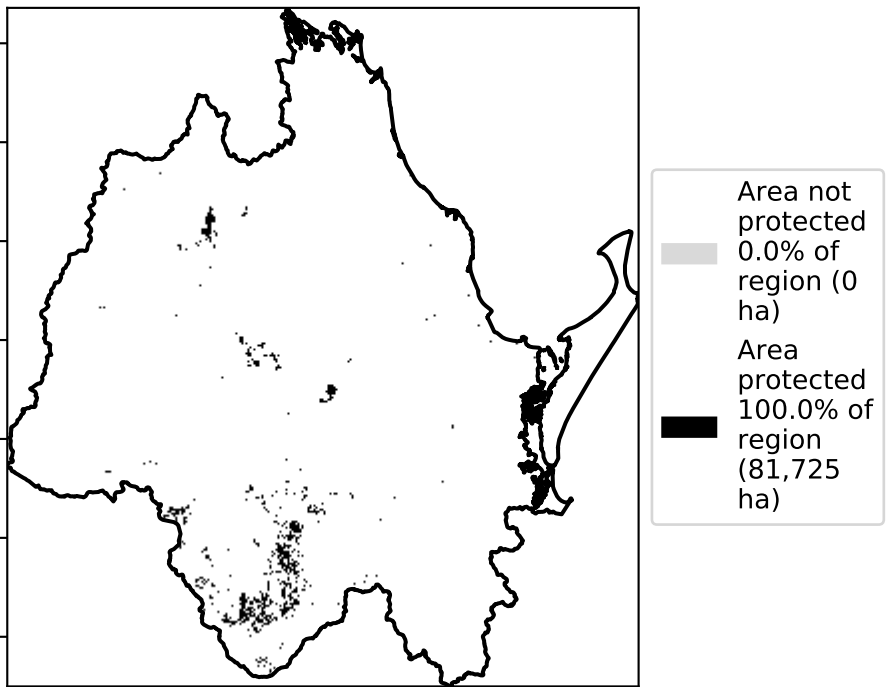 Area not
protected
0.0% of
region (0
ha)
Area
protected
100.0% of
region
(81,725
ha)